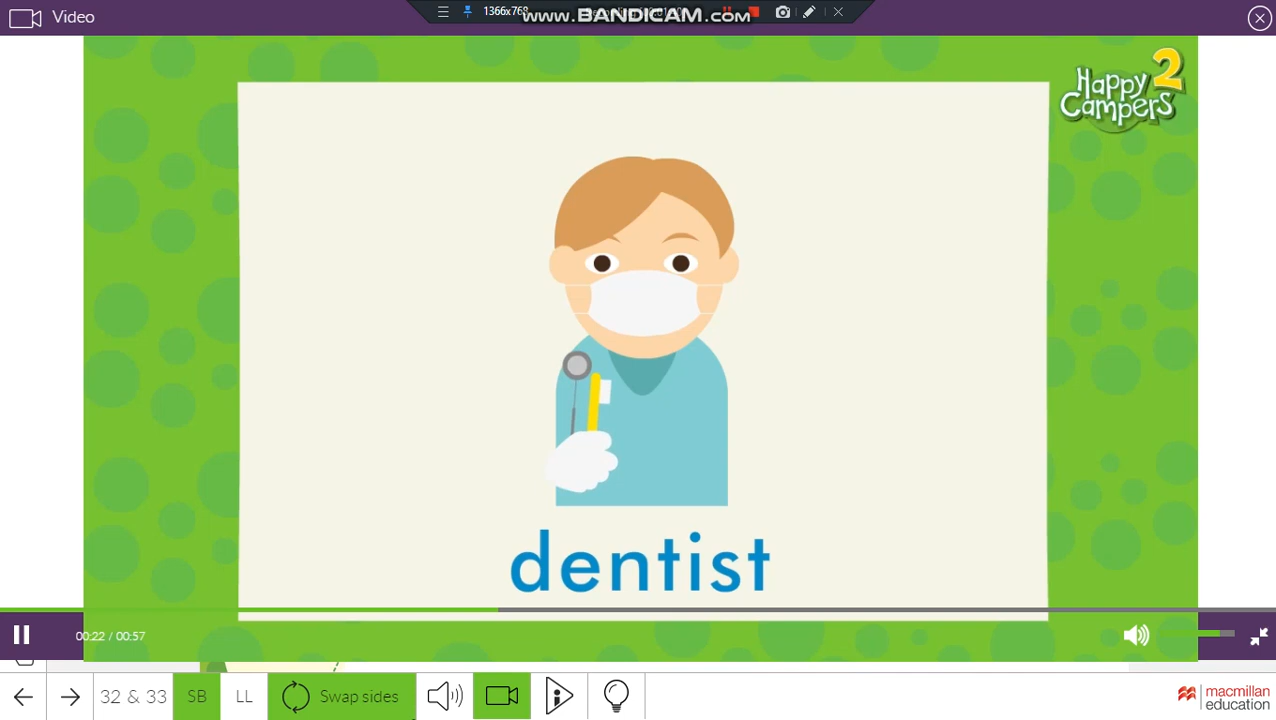 Video
1366x768
www.BANDICAM.com
Happy 2
Campers
dentist
00:22 / 00:57
32 & 33
SB
LL
Swap sides
macmillan
education